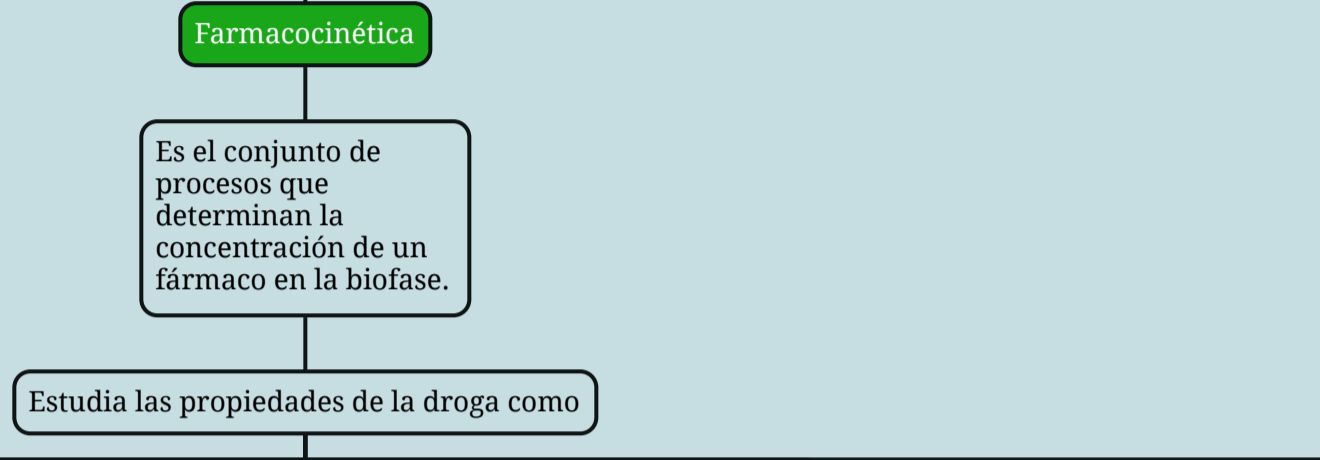 Farmacocinética
Es el conjunto de
procesos que
determinan la
concentración de un
fármaco en la biofase.
Estudia las propiedades de la droga como